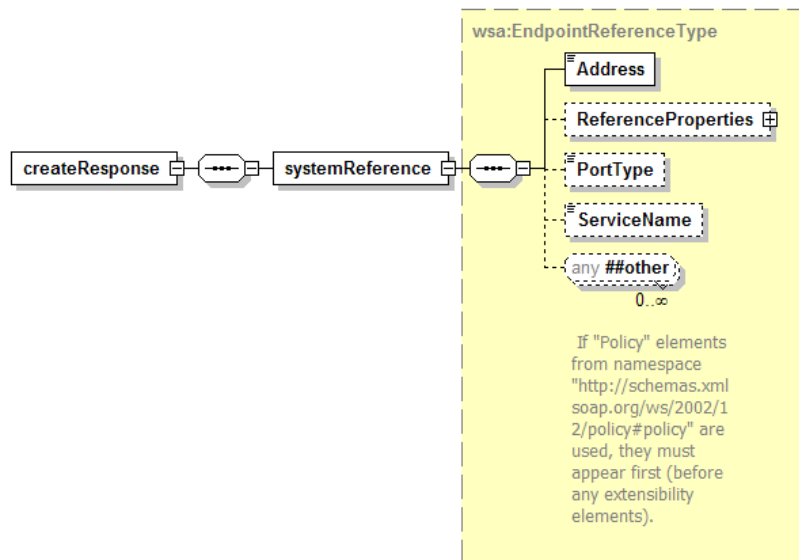 wsa:EndpointReferenceType
Address
ReferenceProperties
createResponse
systemReference
PortType
ServiceName
any ##other
0..∞
If "Policy" elements
from namespace
"http://schemas.xml
soap.org/ws/2002/1
2/policy#policy" are
used, they must
appear first (before
any extensibility
elements).